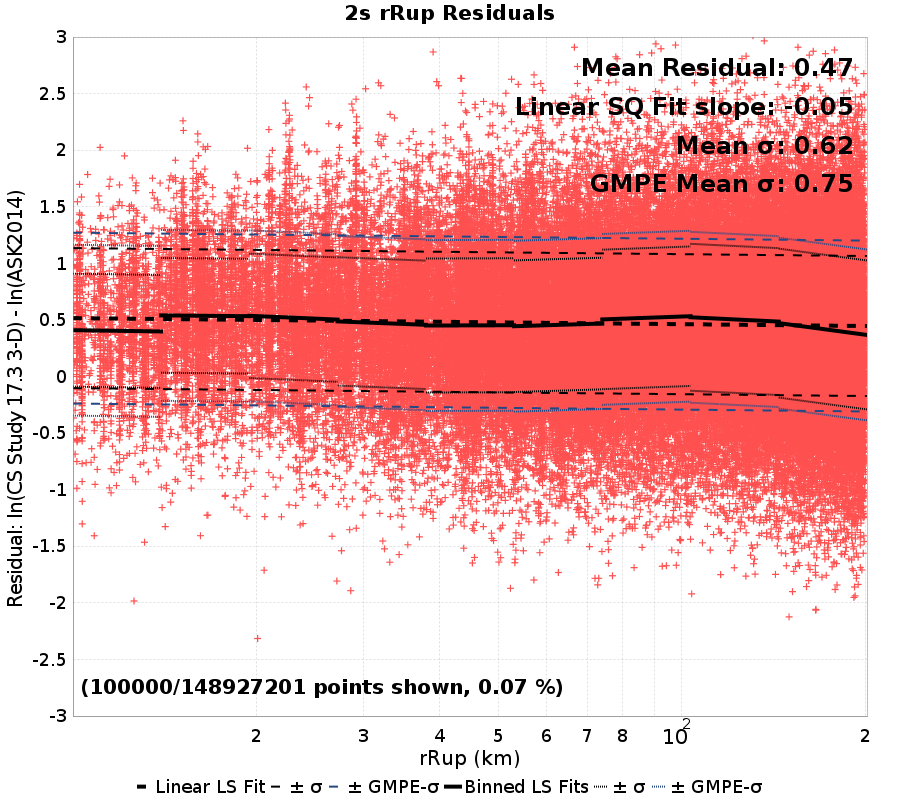 2s rRup Residuals
3
2.5
2
1.5
1
0.5
0
-0.5
-1
-1.5
-2
-2.5
-3
Residual: ln(CS Study 17.3 3-D) - ln(ASK2014)
Mean Residual: 0.47
Linear SQ Fit slope: -0.05
Mean σ: 0.62
GMPE Mean σ: 0.75
(100000/148927201 points shown, 0.07 %)
2 3 4 5 6 7 8 10² 2
rRup (km)
Linear LS Fit ± σ ± GMPE-σ Binned LS Fits ± σ ± GMPE-σ